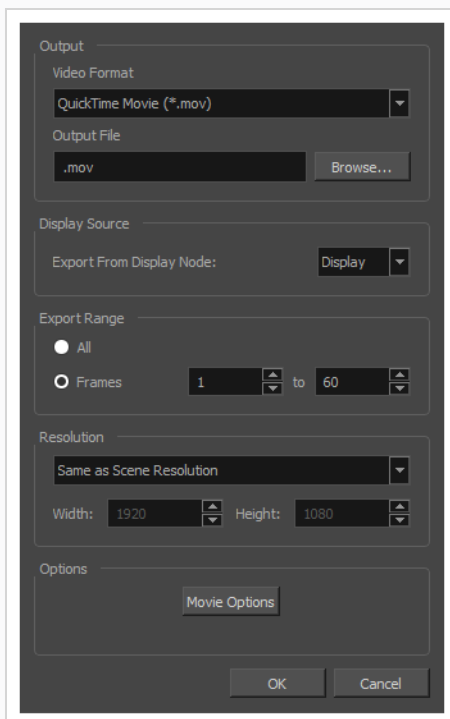 Output
Video Format
QuickTime Movie (*.mov)
Output File
.mov Browse...
Display Source
Export From Display Node: Display
Export Range
All
Frames 1 to 60
Resolution
Same as Scene Resolution
Width: 1920 Height: 1080
Options
Movie Options
OK Cancel